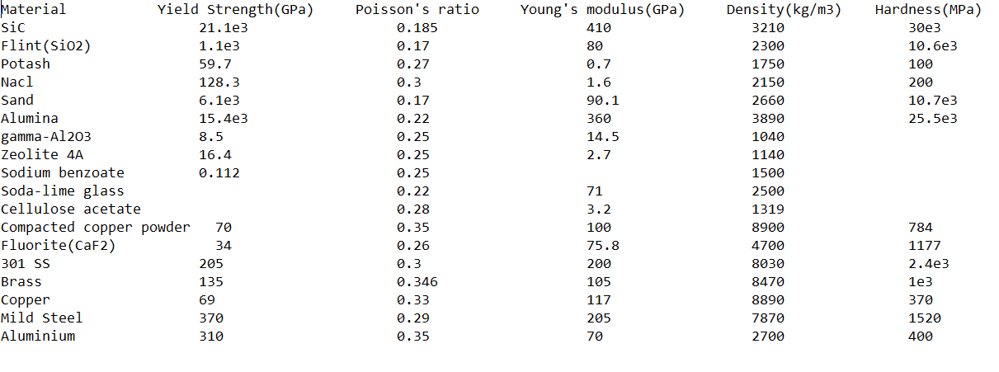 Material Yield Strength(GPa) Poisson's ratio Young's modulus(GPa) Density(kg/m3) Hardness(MPa)
SiC 21.1e3 0.185 410 3210 30e3
Flint(SiO2) 1.1e3 0.17 80 2300 10.6e3
Potash 59.7 0.27 0.7 1750 100
Nacl 128.3 0.3 1.6 2150 200
Sand 6.1e3 0.17 90.1 2660 10.7e3
Alumina 15.4e3 0.22 360 3890 25.5e3
gamma-Al2O3 8.5 0.25 14.5 1040
Zeolite 4A 16.4 0.25 2.7 1140
Sodium benzoate 0.112 0.25 1500
Soda-lime glass 0.22 71 2500
Cellulose acetate 0.28 3.2 1319
Compacted copper powder 70 0.35 100 8900 784
Fluorite(CaF2) 34 0.26 75.8 4700 1177
301 SS 205 0.3 200 8030 2.4e3
Brass 135 0.346 105 8470 1e3
Copper 69 0.33 117 8890 370
Mild Steel 370 0.29 205 7870 1520
Aluminium 310 0.35 70 2700 400